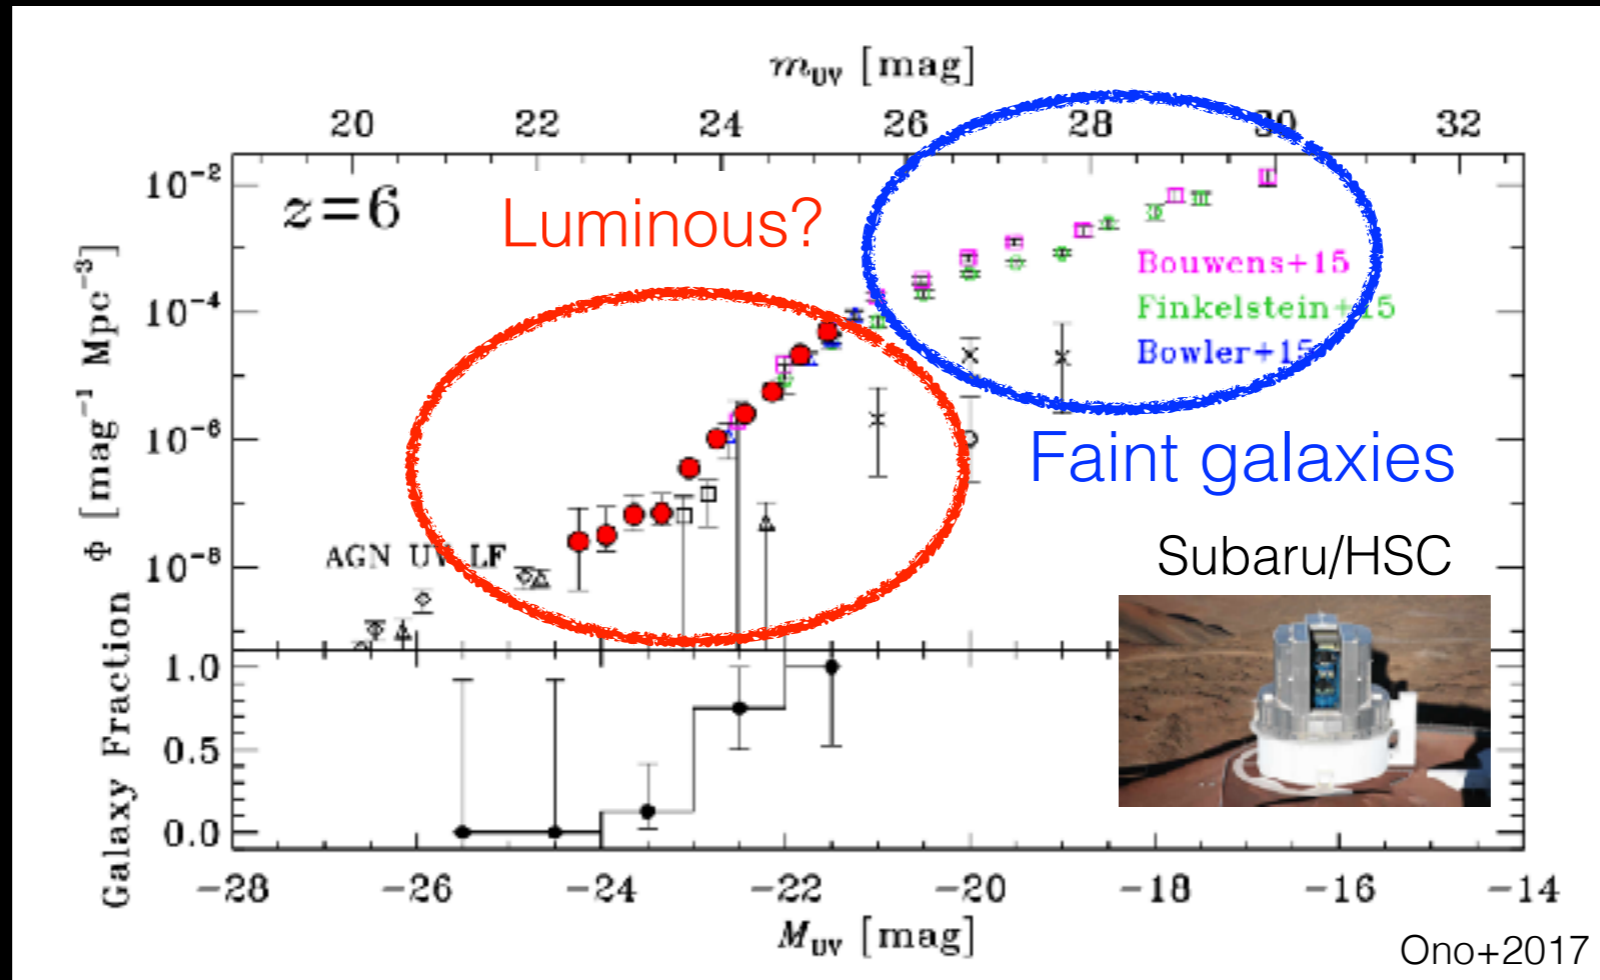 m_UV [mag]
20 22 24 26 28 30 32
z=6
Luminous?
10^-2
10^-4
10^-6
10^-8
Φ [mag^-1 Mpc^-3]
Bouwens+15
Finkelstein+15
Bowler+15
Faint galaxies
AGN UV LF
Subaru/HSC
Galaxy Fraction
1.0
0.5
0.0
-28 -26 -24 -22 -20 -18 -16 -14
M_UV [mag]
Ono+2017